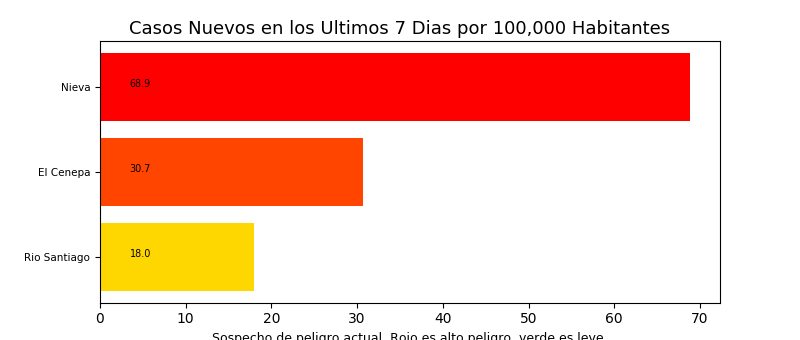 Casos Nuevos en los Ultimos 7 Dias por 100,000 Habitantes
Nieva
68.9
El Cenepa
30.7
Rio Santiago
18.0
0 10 20 30 40 50 60 70
Sospecho de peligro actual. Rojo es alto peligro, verde es leve